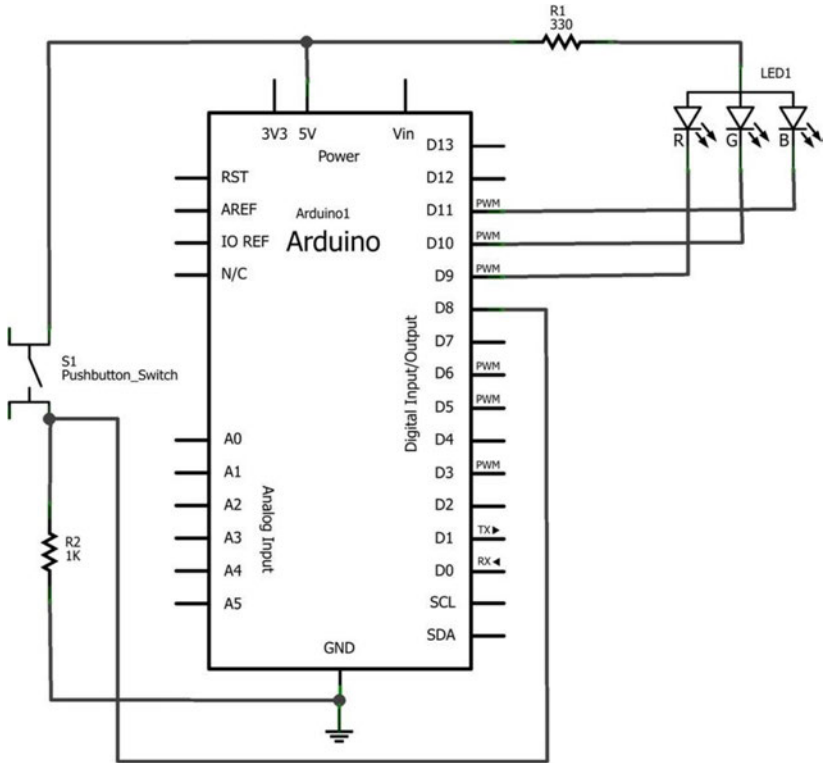 R1
330
LED1
R
G
B
3V3
5V
Vin
Power
RST
AREF
IO REF
N/C
Arduino1
Arduino
D13
D12
D11
PWM
D10
PWM
D9
PWM
D8
D7
D6
PWM
D5
PWM
D4
D3
PWM
D2
D1
TX
D0
RX
SCL
SDA
Digital Input/Output
S1
Pushbutton_Switch
A0
A1
A2
A3
A4
A5
Analog Input
R2
1K
GND